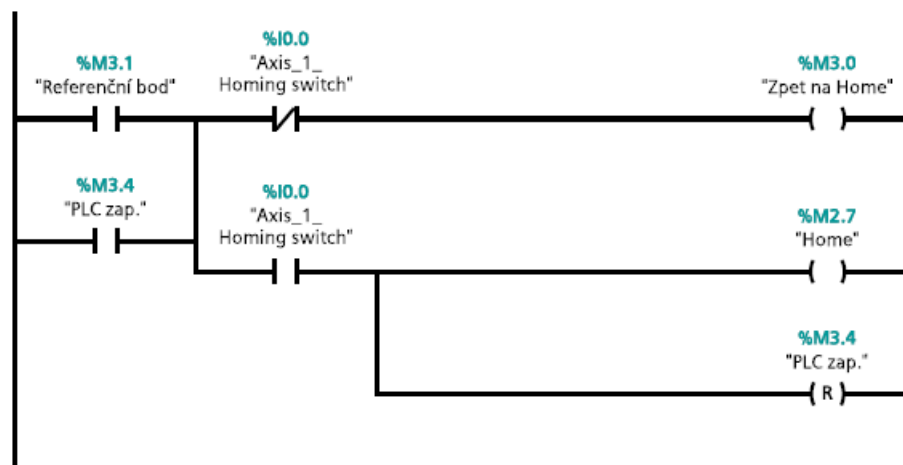 %M3.1
"Referenční bod"
%I0.0
"Axis_1_
Homing switch"
%M3.0
"Zpet na Home"
%M3.4
"PLC zap."
%I0.0
"Axis_1_
Homing switch"
%M2.7
"Home"
%M3.4
"PLC zap."
R